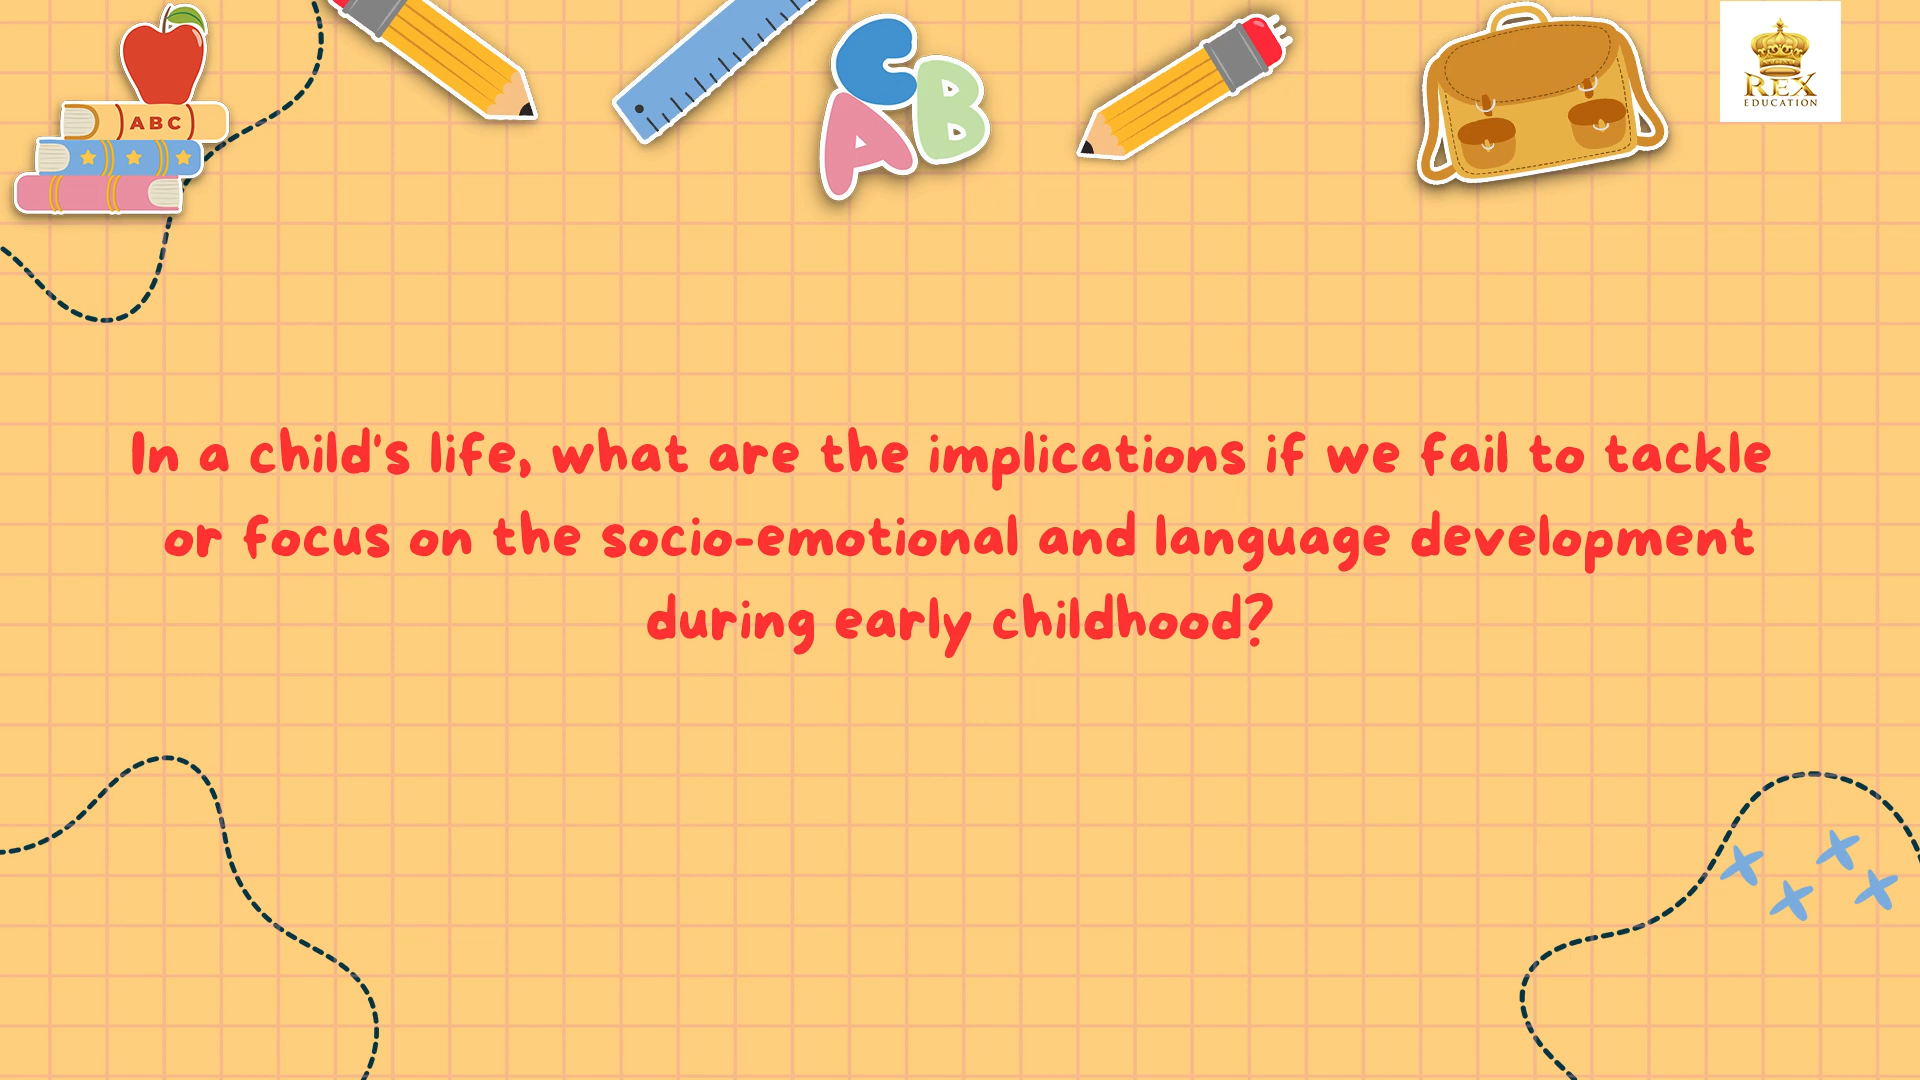 ABC
C
A
B
REX
EDUCATION
In a child's life, what are the implications if we fail to tackle
or focus on the socio-emotional and language development
during early childhood?